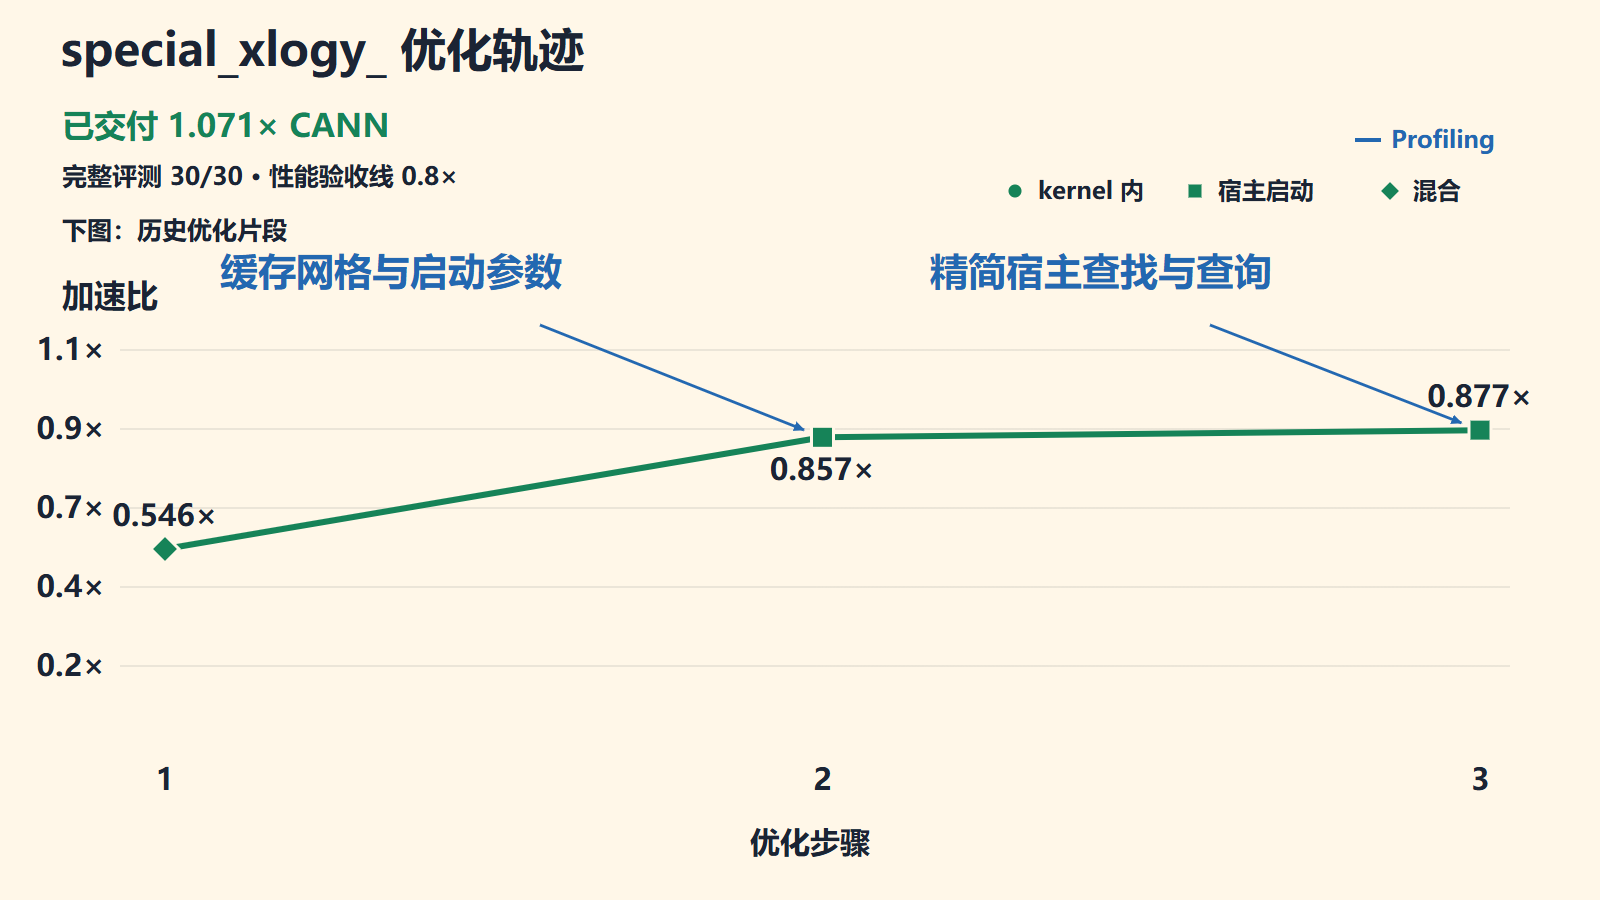 special_xlogy_ 优化轨迹
已交付 1.071× CANN
完整评测 30/30・性能验收线 0.8×
下图：历史优化片段
Profiling
kernel 内
宿主启动
混合
缓存网格与启动参数
精简宿主查找与查询
加速比
1.1×
0.9×
0.7×
0.4×
0.2×
0.546×
0.857×
0.877×
1
2
3
优化步骤